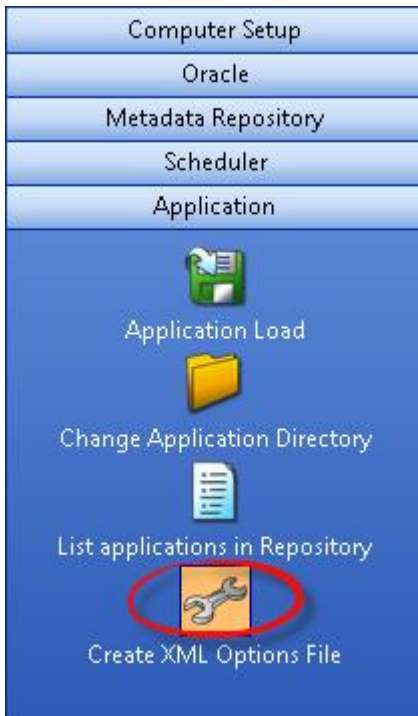 Computer Setup
Oracle
Metadata Repository
Scheduler
Application
Application Load
Change Application Directory
List applications in Repository
Create XML Options File